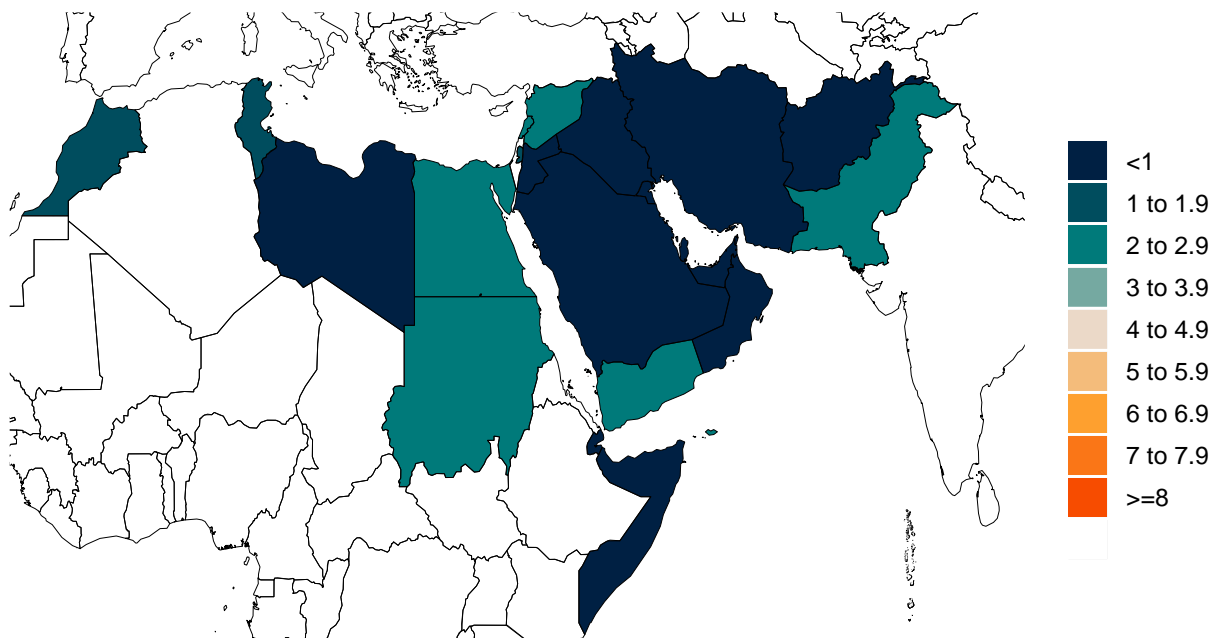 <1
1 to 1.9
2 to 2.9
3 to 3.9
4 to 4.9
5 to 5.9
6 to 6.9
7 to 7.9
>=8